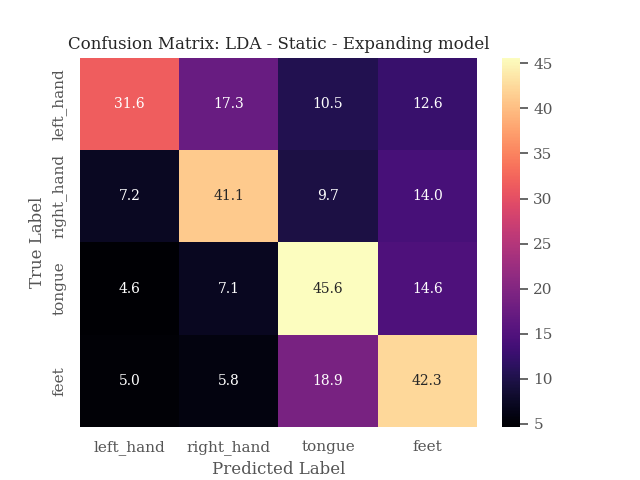 Confusion Matrix: LDA - Static - Expanding model
True Label
left_hand
31.6 17.3 10.5 12.6
right_hand
7.2 41.1 9.7 14.0
tongue
4.6 7.1 45.6 14.6
feet
5.0 5.8 18.9 42.3
left_hand right_hand tongue feet
Predicted Label
45
40
35
30
25
20
15
10
5